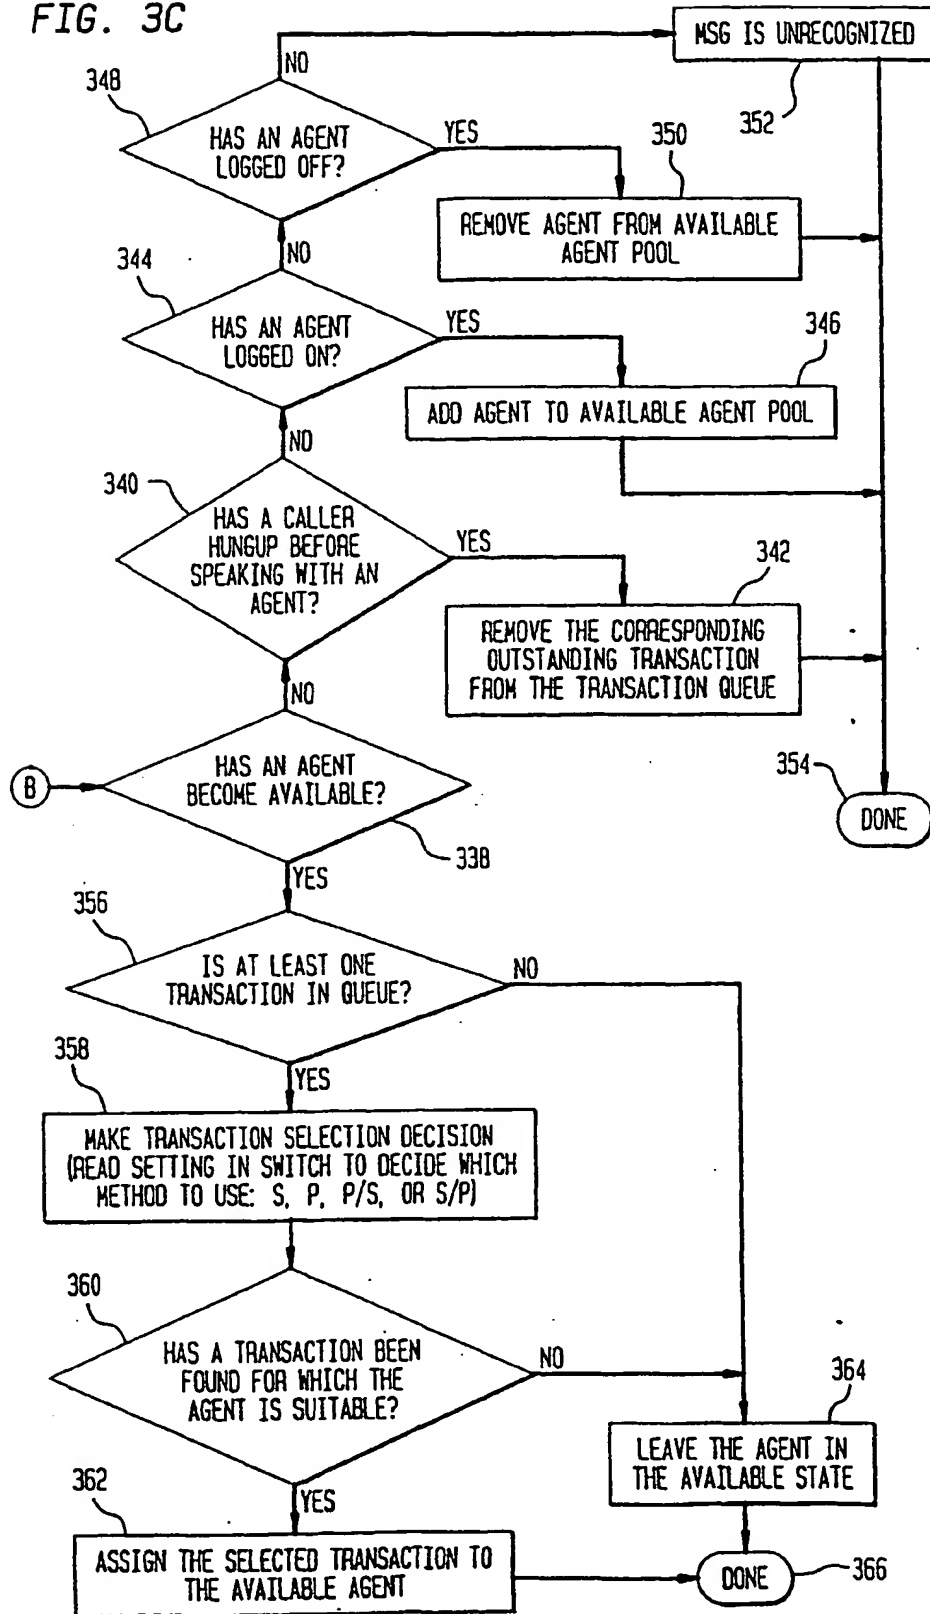 FIG. 3C
MSG IS UNRECOGNIZED
NO
348
352
HAS AN AGENT
LOGGED OFF?
YES
350
REMOVE AGENT FROM AVAILABLE
AGENT POOL
NO
344
HAS AN AGENT
LOGGED ON?
YES
346
ADD AGENT TO AVAILABLE AGENT POOL
NO
340
HAS A CALLER
HUNGUP BEFORE
SPEAKING WITH AN
AGENT?
YES
342
REMOVE THE CORRESPONDING
OUTSTANDING TRANSACTION
FROM THE TRANSACTION QUEUE
NO
B
HAS AN AGENT
BECOME AVAILABLE?
338
354
DONE
YES
356
IS AT LEAST ONE
TRANSACTION IN QUEUE?
NO
358
YES
MAKE TRANSACTION SELECTION DECISION
(READ SETTING IN SWITCH TO DECIDE WHICH
METHOD TO USE: S, P, P/S, OR S/P)
360
HAS A TRANSACTION BEEN
FOUND FOR WHICH THE
AGENT IS SUITABLE?
NO
364
LEAVE THE AGENT IN
THE AVAILABLE STATE
362
YES
ASSIGN THE SELECTED TRANSACTION TO
THE AVAILABLE AGENT
DONE
366